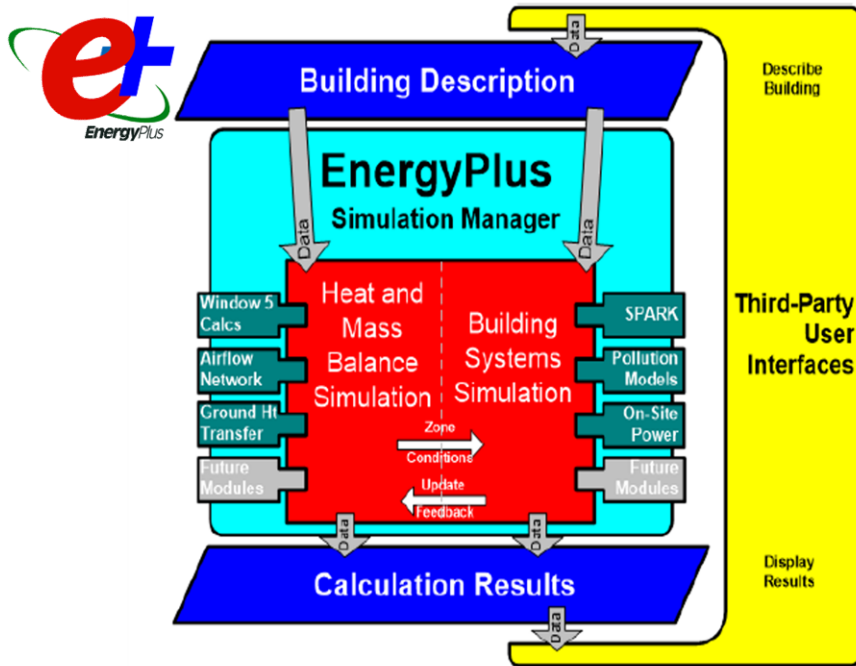 e+
EnergyPlus
Data
Building Description
Describe
Building
EnergyPlus
Simulation Manager
Data
Data
Window 5
Calcs
Airflow
Network
Ground Ht
Transfer
Future
Modules
Heat and
Mass
Balance
Simulation
Building
Systems
Simulation
Zone
Conditions
Update
Feedback
SPARK
Pollution
Models
On-Site
Power
Future
Modules
Third-Party
User
Interfaces
Data
Data
Calculation Results
Display
Results
Data